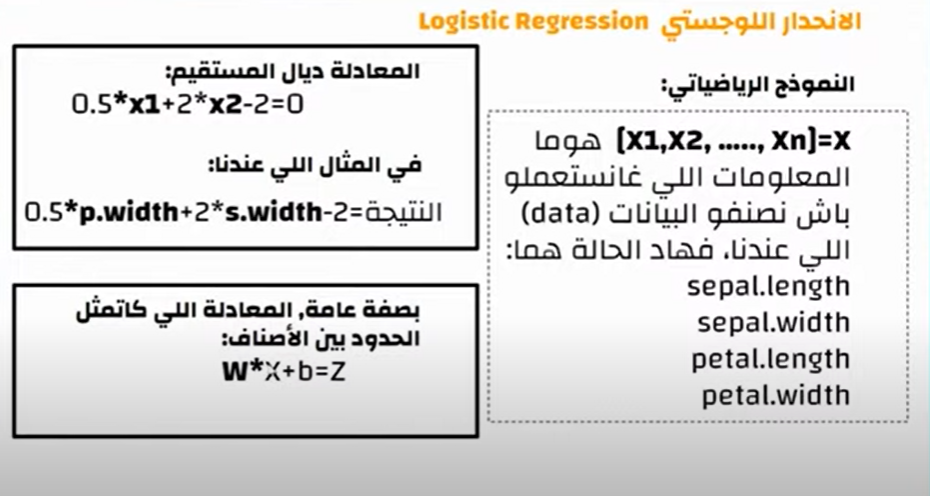 الانحدار اللوجستي Logistic Regression
النموذج الرياضياتي:
X=[X1,X2, ....., Xn] هوما
المعلومات اللي غانستعملو
باش نصنفو البيانات (data)
اللي عندنا، فهاد الحالة هما:
sepal.length
sepal.width
petal.length
petal.width
المعادلة ديال المستقيم:
0.5*x1+2*x2-2=0
في المثال اللي عندنا:
0.5*p.width+2*s.width-2=النتيجة
بصفة عامة, المعادلة اللي كاتمثل
الحدود بين الأصناف:
W*X+b=Z